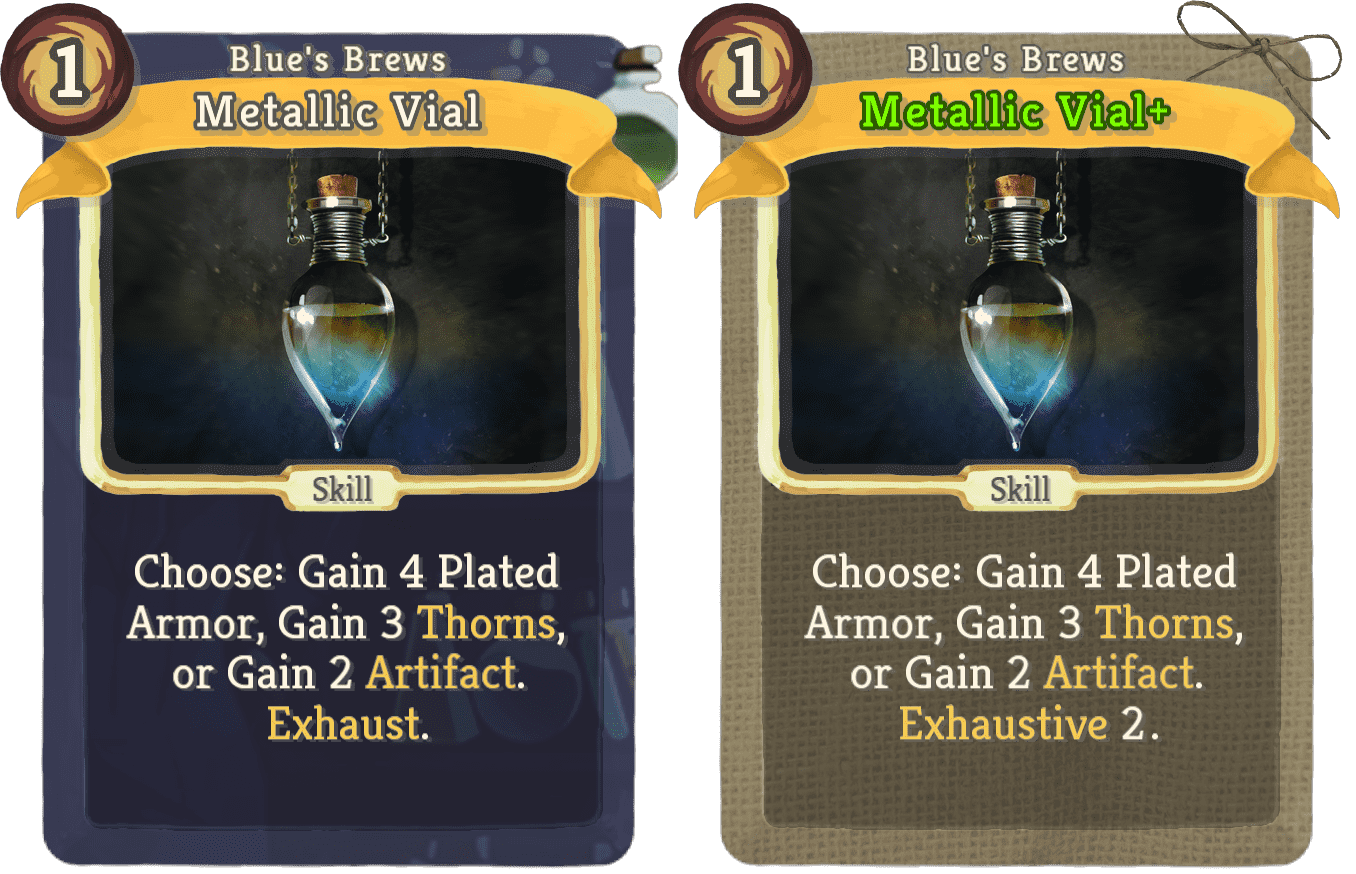 1
Blue's Brews
Metallic Vial
Skill
Choose: Gain 4 Plated
Armor, Gain 3 Thorns,
or Gain 2 Artifact.
Exhaust.
1
Blue's Brews
Metallic Vial+
Skill
Choose: Gain 4 Plated
Armor, Gain 3 Thorns,
or Gain 2 Artifact.
Exhaustive 2.